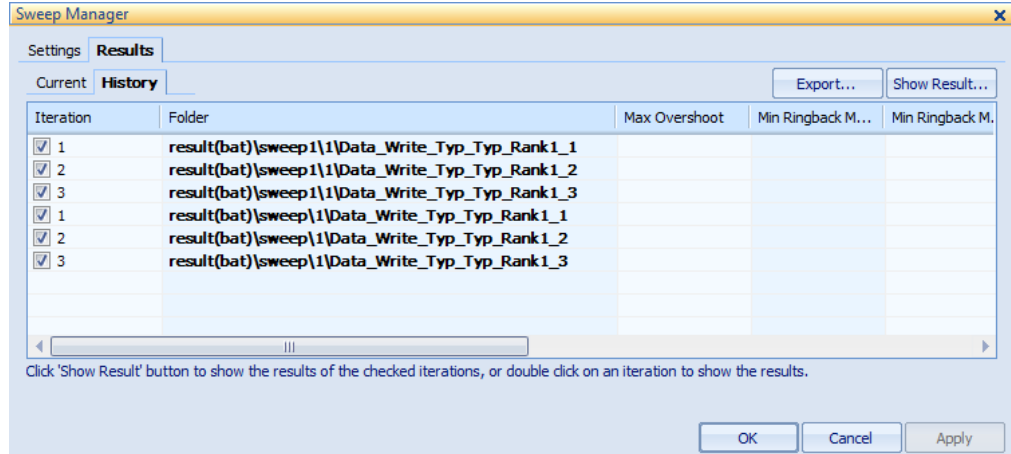 Sweep Manager
Settings Results
Current History Export... Show Result...
Iteration Folder Max Overshoot Min Ringback M... Min Ringback M.
1 result(bat)\sweep1\1\Data_Write_Typ_Typ_Rank1_1
2 result(bat)\sweep1\1\Data_Write_Typ_Typ_Rank1_2
3 result(bat)\sweep1\1\Data_Write_Typ_Typ_Rank1_3
1 result(bat)\sweep\1\Data_Write_Typ_Typ_Rank1_1
2 result(bat)\sweep\1\Data_Write_Typ_Typ_Rank1_2
3 result(bat)\sweep\1\Data_Write_Typ_Typ_Rank1_3
Click 'Show Result' button to show the results of the checked iterations, or double click on an iteration to show the results.
OK Cancel Apply